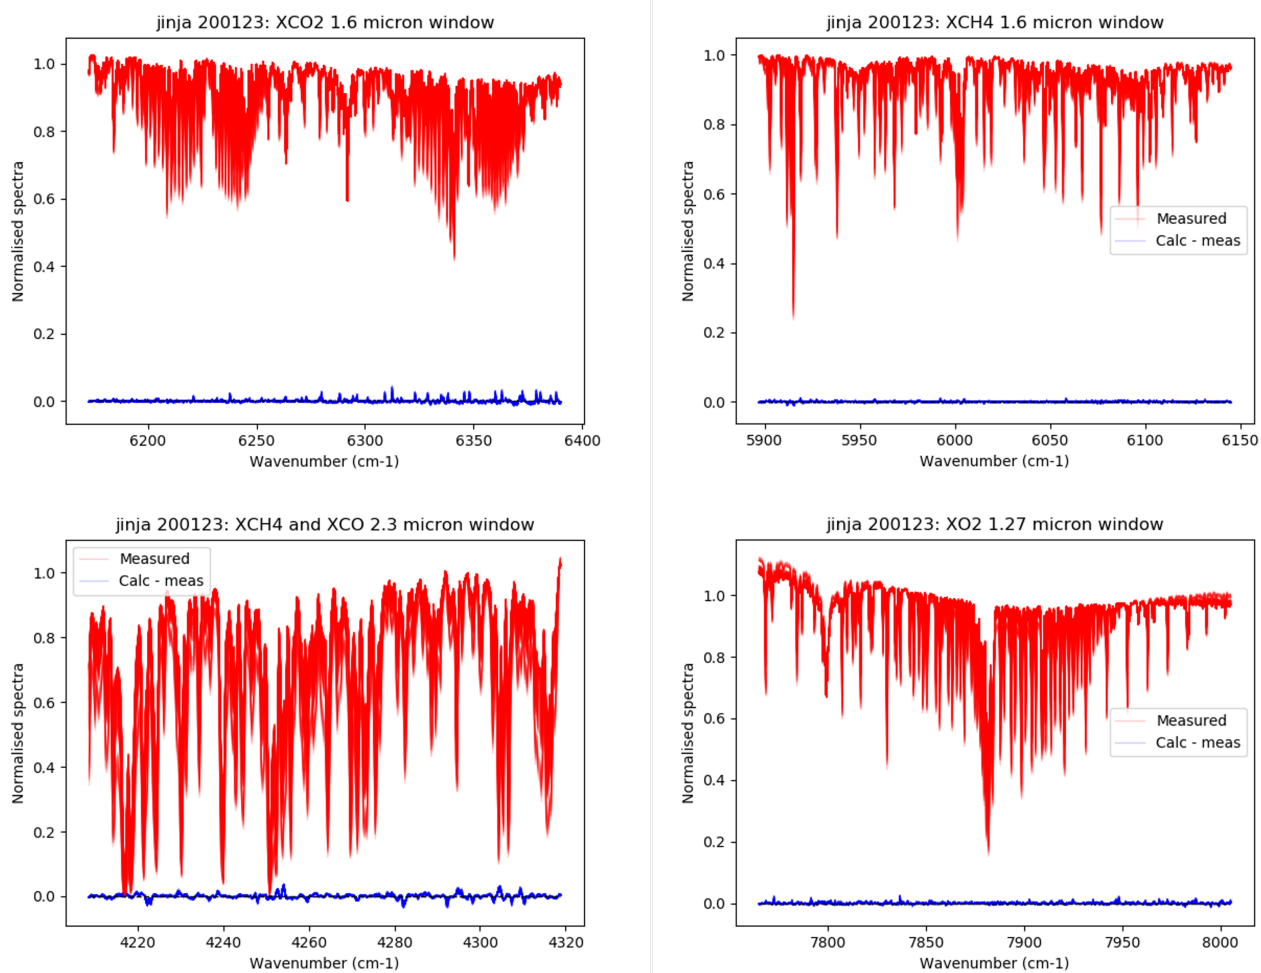 jinja 200123: XCO2 1.6 micron window
1.0
0.8
0.6
0.4
0.2
0.0
Normalised spectra
6200 6250 6300 6350 6400
Wavenumber (cm-1)
jinja 200123: XCH4 1.6 micron window
1.0
0.8
0.6
0.4
0.2
0.0
Normalised spectra
Measured
Calc - meas
5900 5950 6000 6050 6100 6150
Wavenumber (cm-1)
jinja 200123: XCH4 and XCO 2.3 micron window
Measured
Calc - meas
1.0
0.8
0.6
0.4
0.2
0.0
Normalised spectra
4220 4240 4260 4280 4300 4320
Wavenumber (cm-1)
jinja 200123: XO2 1.27 micron window
1.0
0.8
0.6
0.4
0.2
0.0
Normalised spectra
Measured
Calc - meas
7800 7850 7900 7950 8000
Wavenumber (cm-1)